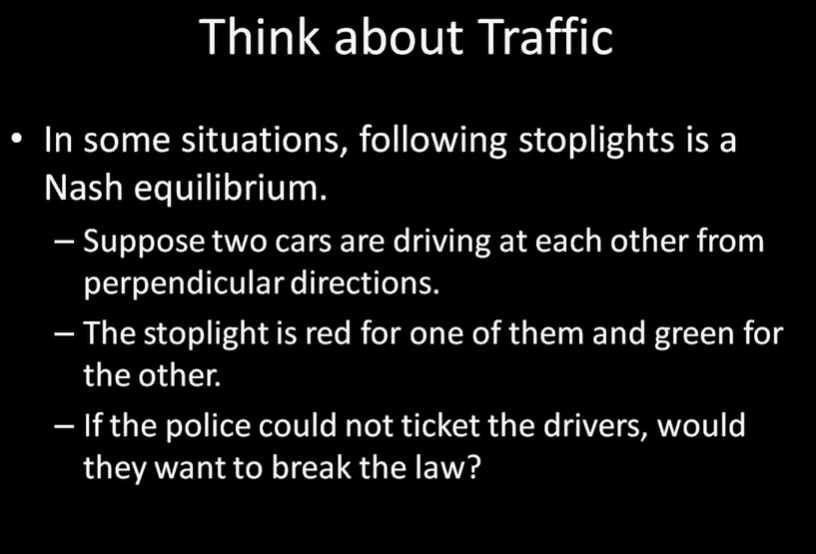 Think about Traffic
• In some situations, following stoplights is a
Nash equilibrium.
– Suppose two cars are driving at each other from
perpendicular directions.
– The stoplight is red for one of them and green for
the other.
– If the police could not ticket the drivers, would
they want to break the law?